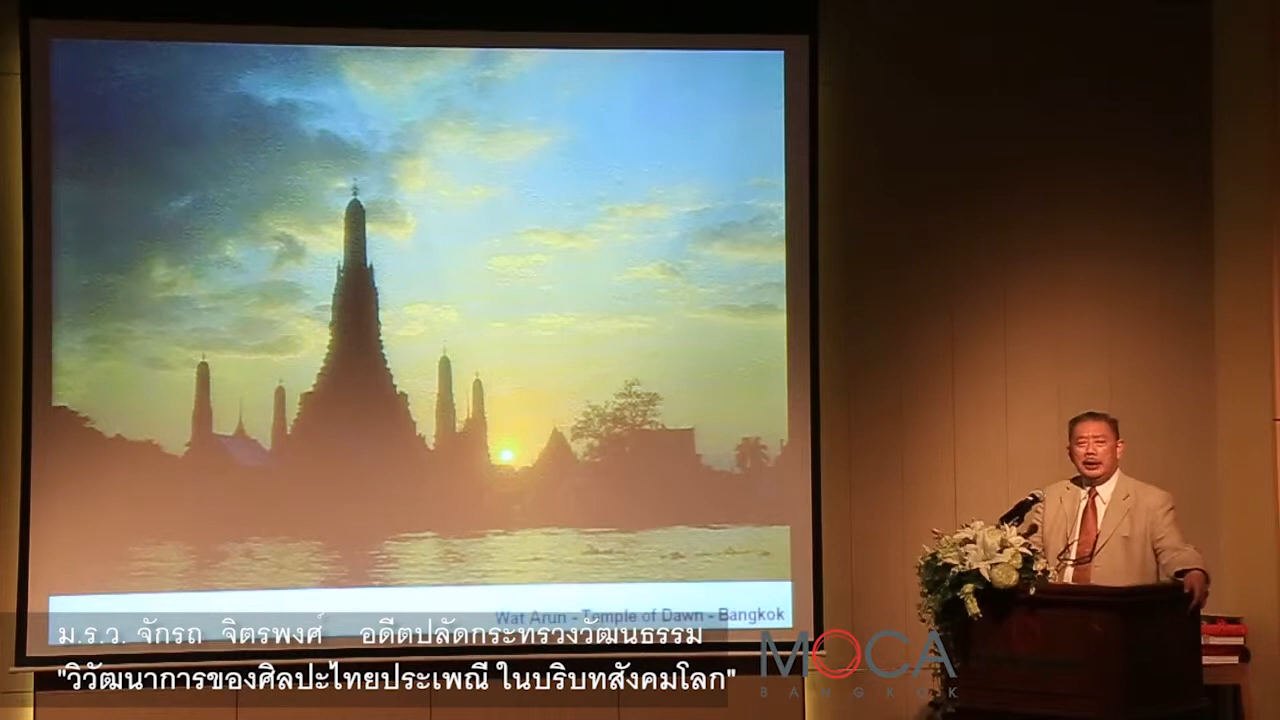 Wat Arun - Temple of Dawn - Bangkok
ม.ร.ว. จักรถ จิตรพงศ์ อดีตปลัดกระทรวงวัฒนธรรม
"วิวัฒนาการของศิลปะไทยประเพณี ในบริบทสังคมโลก"
MOCA
BANGKOK